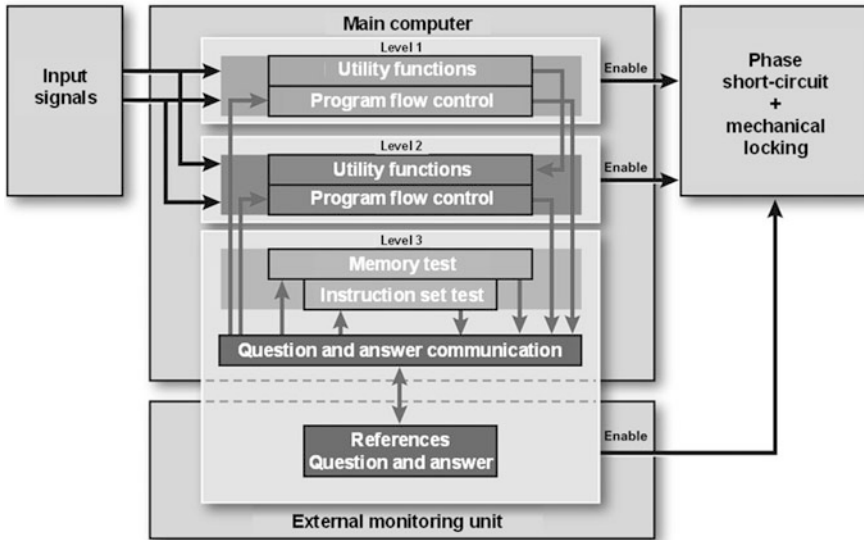 Main computer
Input
signals
Level 1
Utility functions
Program flow control
Enable
Phase
short-circuit
+
mechanical
locking
Level 2
Utility functions
Program flow control
Enable
Level 3
Memory test
Instruction set test
Question and answer communication
References
Question and answer
Enable
External monitoring unit